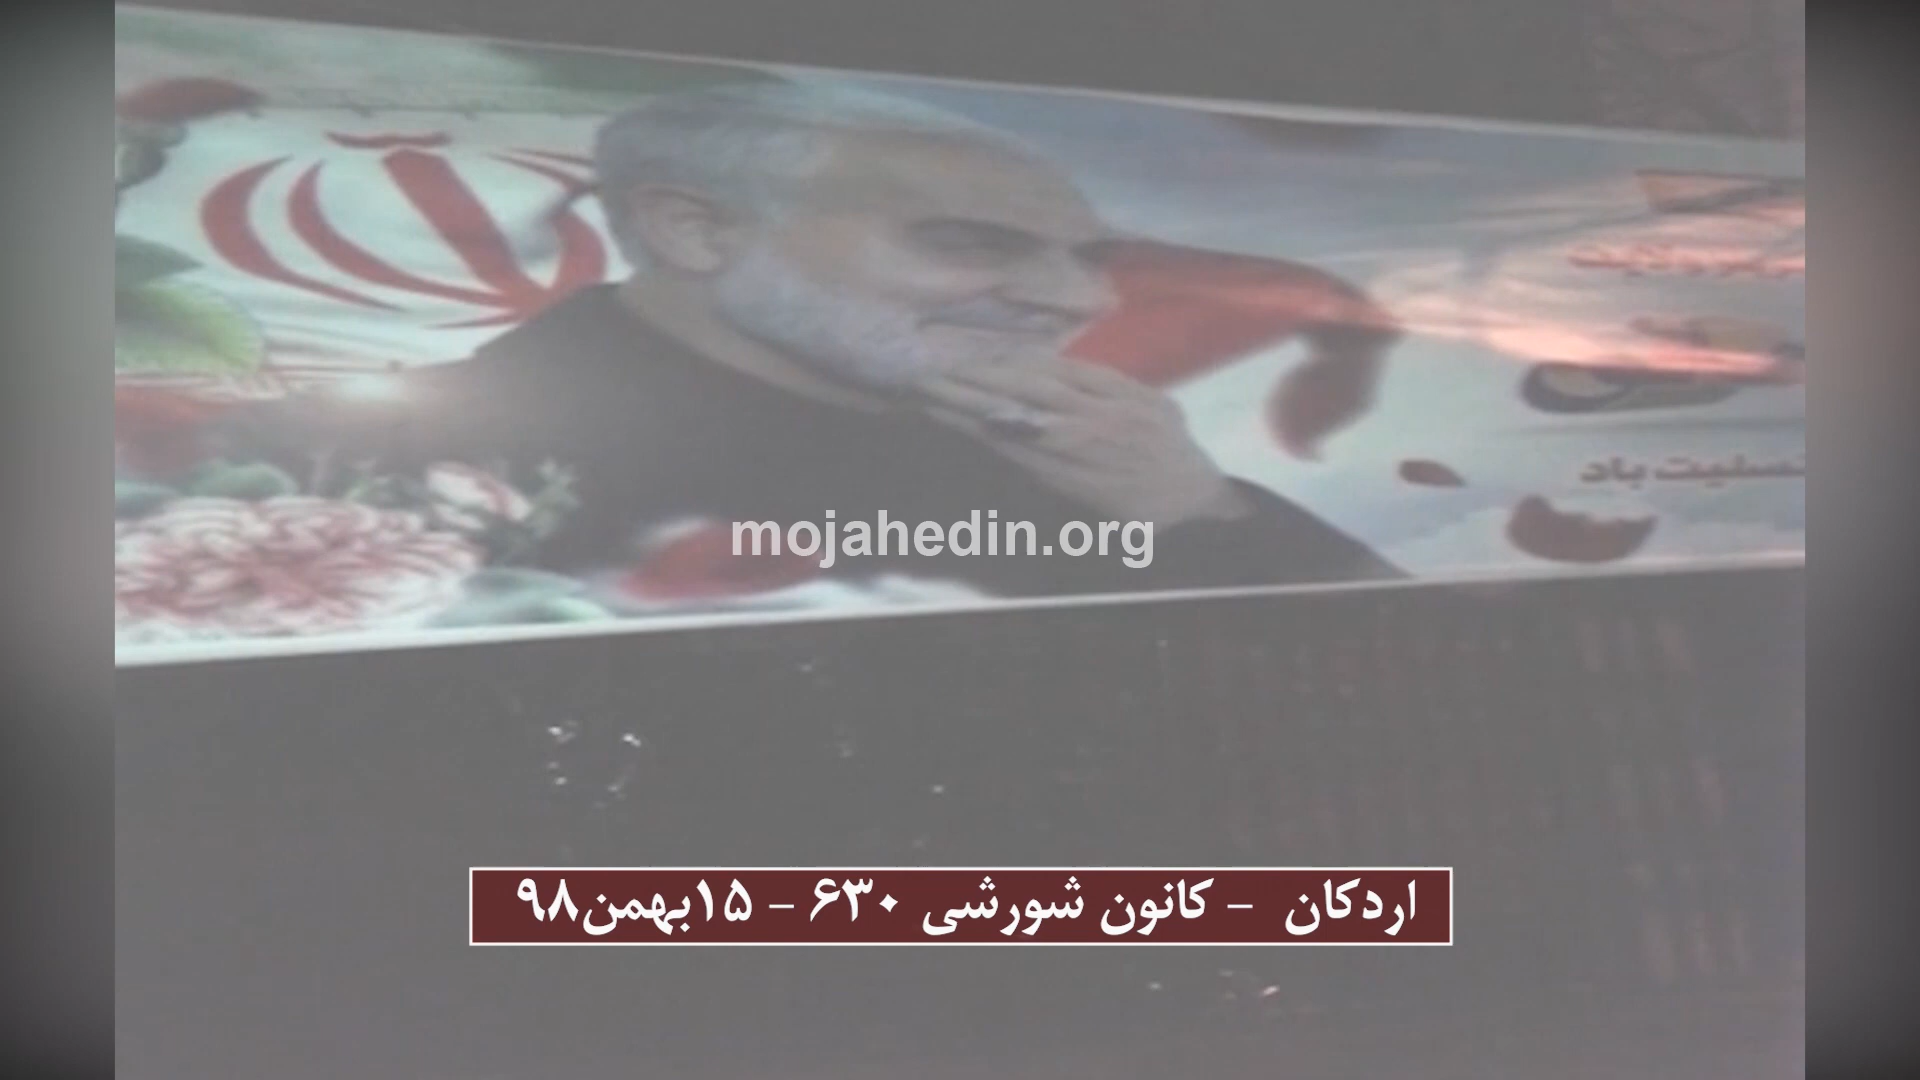 تسلیت باد
mojahedin.org
اردکان - کانون شورشی ۶۳۰ - ۱۵بهمن۹۸